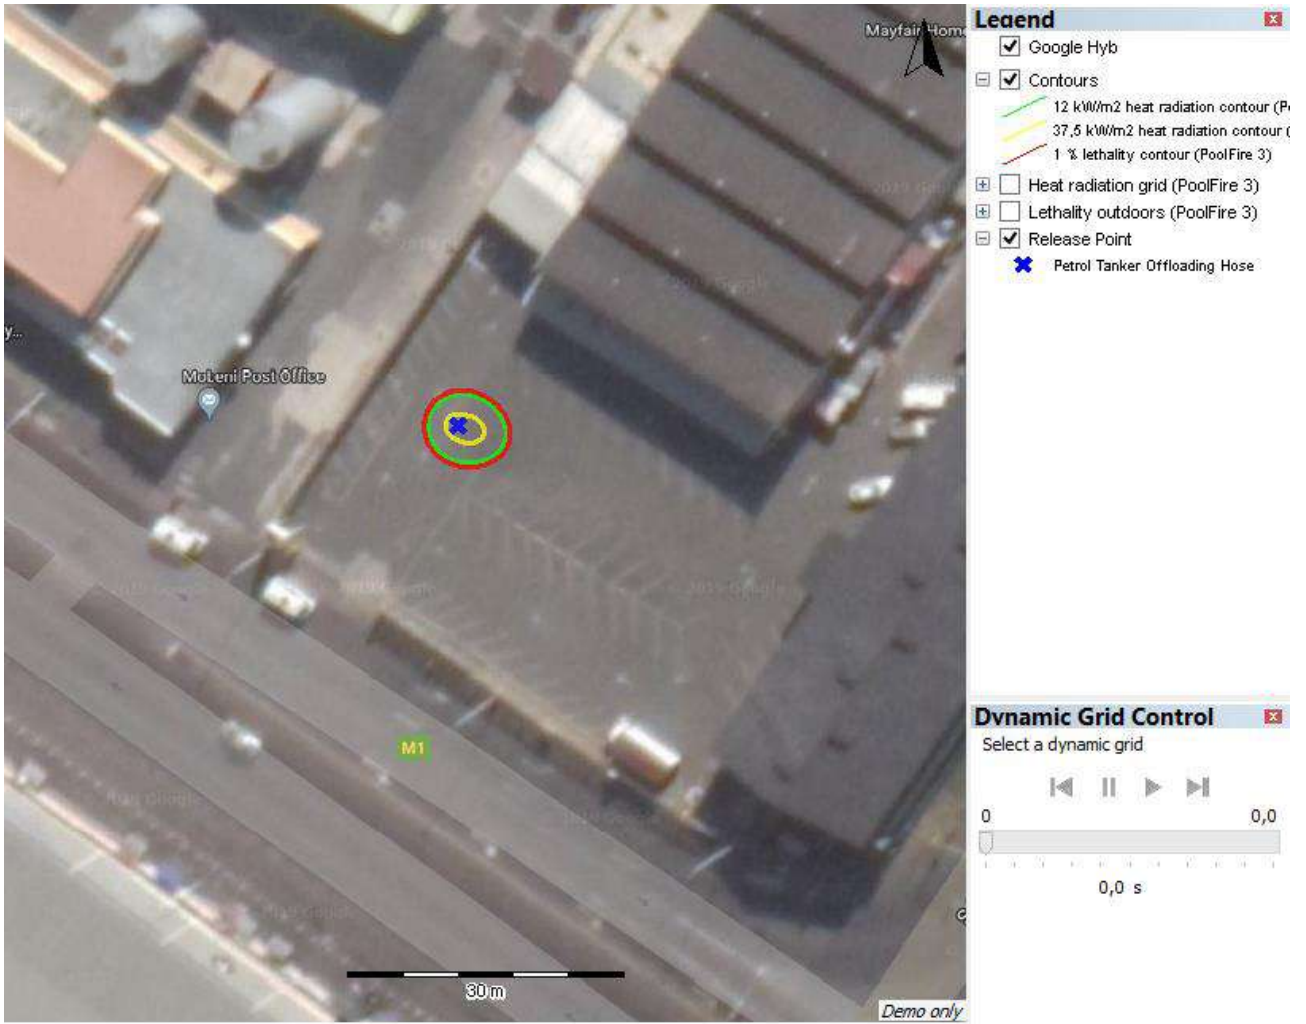 Mayfair Home
Legend
Google Hyb
Contours
12 kW/m2 heat radiation contour (P
37,5 kW/m2 heat radiation contour (
1 % lethality contour (PoolFire 3)
Heat radiation grid (PoolFire 3)
Lethality outdoors (PoolFire 3)
Release Point
Petrol Tanker Offloading Hose
y...
Mobeni Post Office
M1
Dynamic Grid Control
Select a dynamic grid
0 0,0
0,0 s
30 m
Demo only